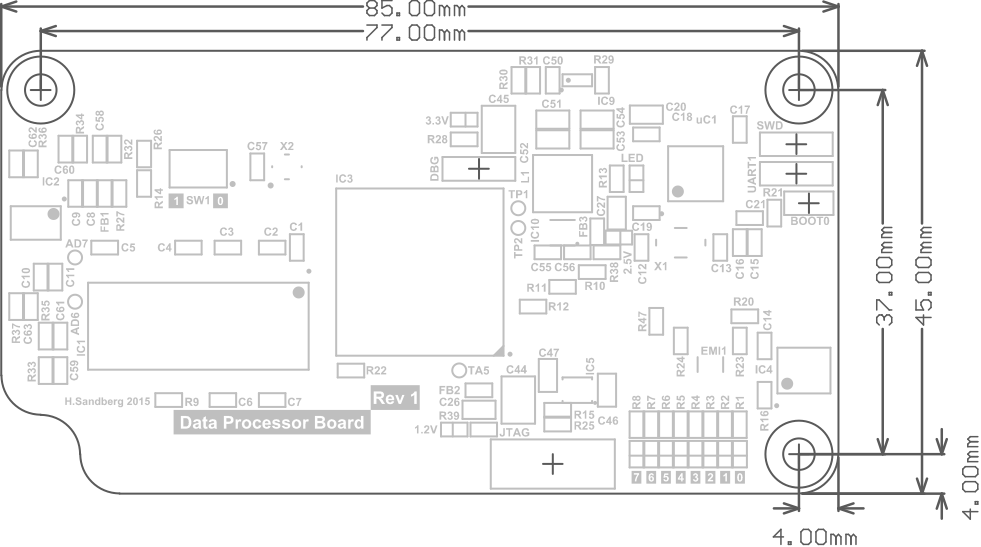 85.00mm
77.00mm
R31
C50
R29
R30
C45
C51
IC9
C54
C20
C18
uC1
C17
3.3V
R28
C53
SWD
C62
R36
R34
C58
R32
R26
C57
X2
C60
IC2
DBG
C52
L1
LED
R13
UART1
IC3
R14
1
SW1
0
TP1
C27
R21
C21
BOOT0
C9
C8
FB1
R27
TP2
IC10
FB3
C19
AD7
C5
C4
C3
C2
C1
C55
C56
R38
2.5V
C12
X1
C13
C16
C15
C10
C11
R10
R11
R12
37.00mm
45.00mm
R37
C63
R35
C61
AD6
IC1
R47
R20
C14
R24
EMI1
R23
IC4
R33
C59
R22
TA5
C47
IC5
C44
FB2
C26
R39
R15
R25
C46
R16
H.Sandberg 2015
R9
C6
C7
Rev 1
Data Processor Board
1.2V
JTAG
R8
R7
R6
R5
R4
R3
R2
R1
7
6
5
4
3
2
1
0
4.00mm
4.00mm